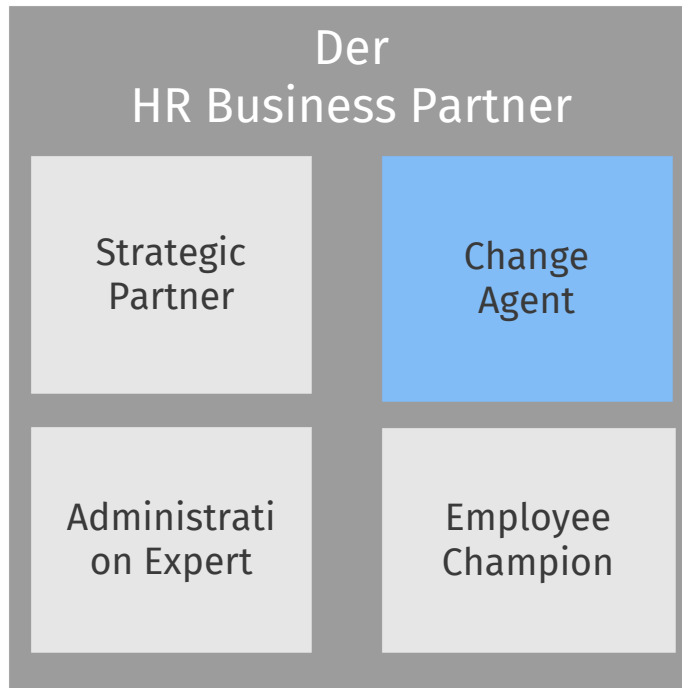 Der
HR Business Partner
Strategic
Partner
Change
Agent
Administrati
on Expert
Employee
Champion